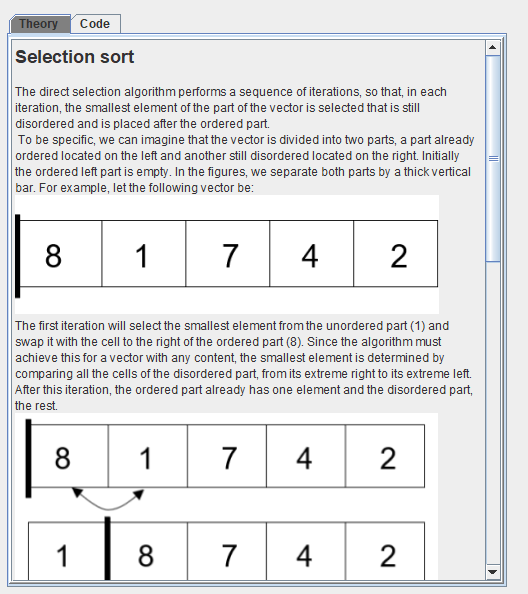 Theory Code
Selection sort
The direct selection algorithm performs a sequence of iterations, so that, in each
iteration, the smallest element of the part of the vector is selected that is still
disordered and is placed after the ordered part.
To be specific, we can imagine that the vector is divided into two parts, a part already
ordered located on the left and another still disordered located on the right. Initially
the ordered left part is empty. In the figures, we separate both parts by a thick vertical
bar. For example, let the following vector be:
8 1 7 4 2
The first iteration will select the smallest element from the unordered part (1) and
swap it with the cell to the right of the ordered part (8). Since the algorithm must
achieve this for a vector with any content, the smallest element is determined by
comparing all the cells of the disordered part, from its extreme right to its extreme left.
After this iteration, the ordered part already has one element and the disordered part,
the rest.
8 1 7 4 2
1 8 7 4 2